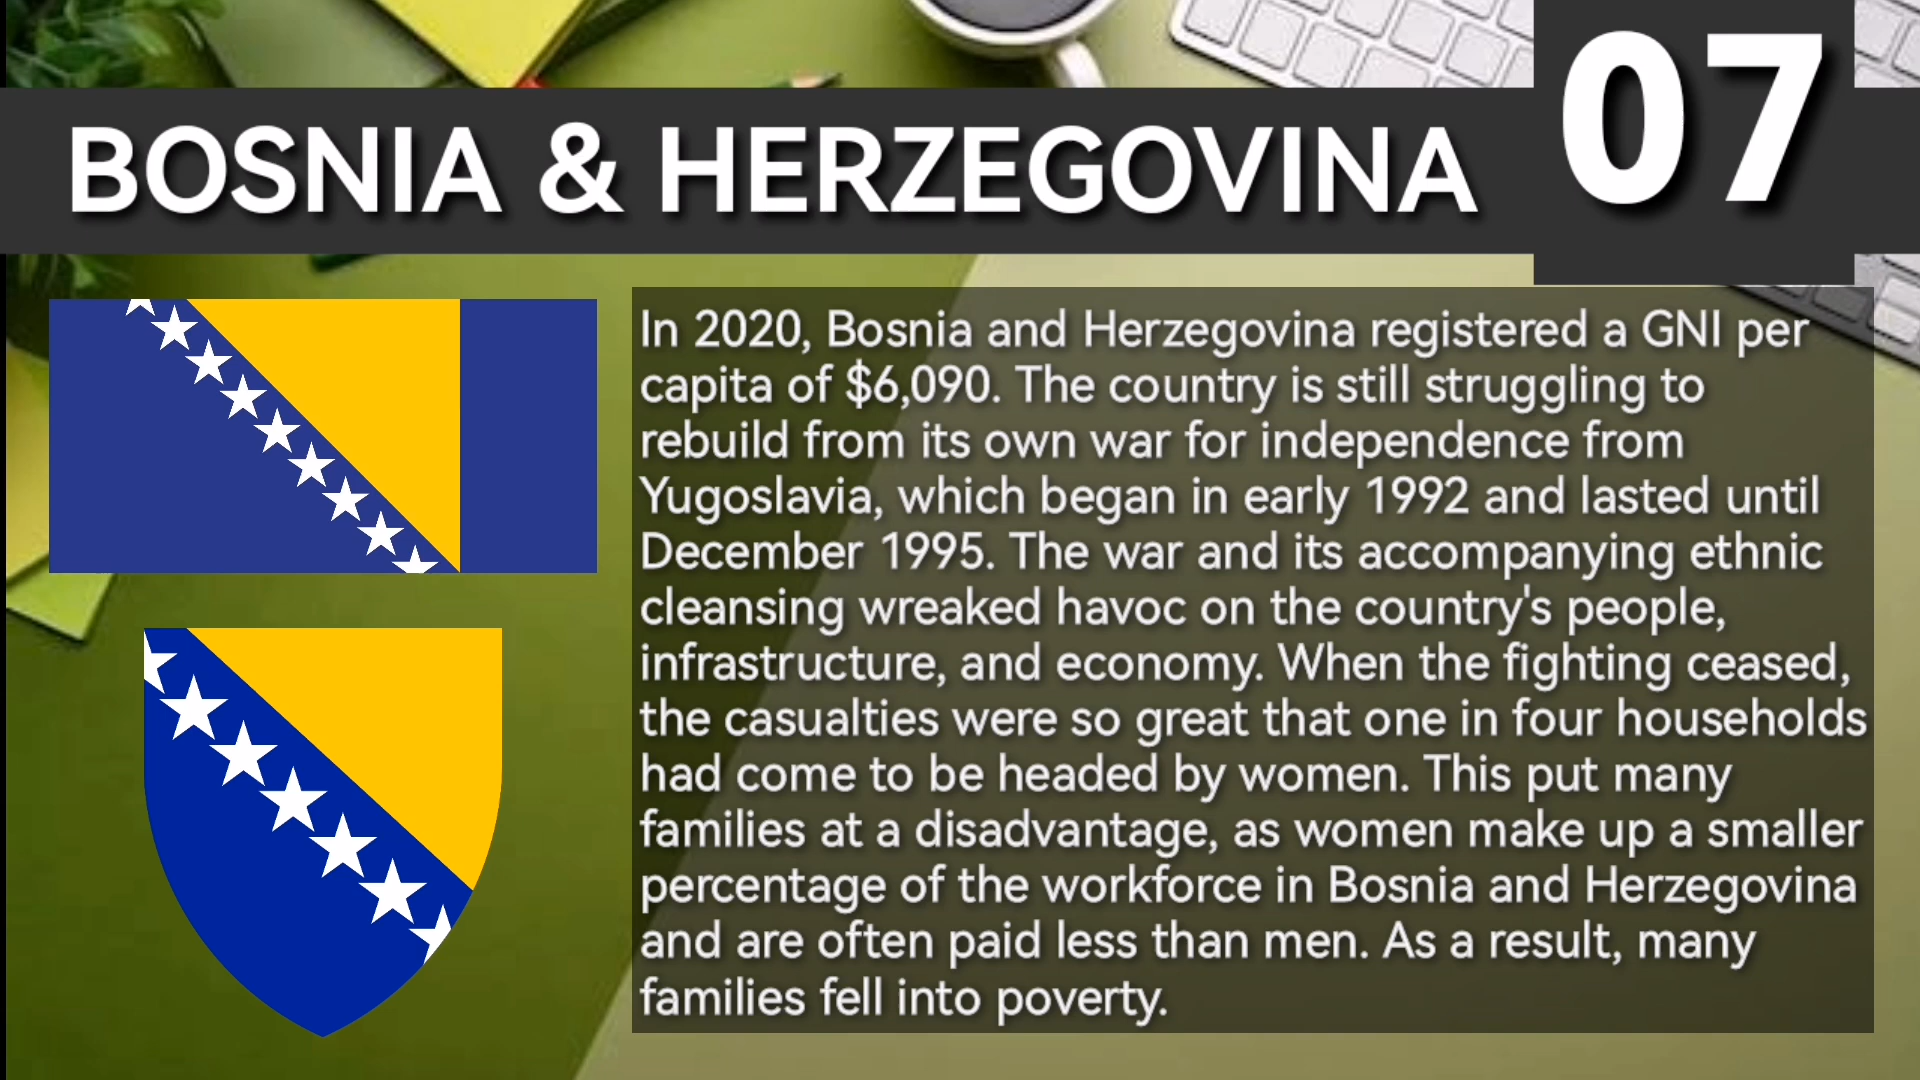 BOSNIA & HERZEGOVINA
07
In 2020, Bosnia and Herzegovina registered a GNI per
capita of $6,090. The country is still struggling to
rebuild from its own war for independence from
Yugoslavia, which began in early 1992 and lasted until
December 1995. The war and its accompanying ethnic
cleansing wreaked havoc on the country's people,
infrastructure, and economy. When the fighting ceased,
the casualties were so great that one in four households
had come to be headed by women. This put many
families at a disadvantage, as women make up a smaller
percentage of the workforce in Bosnia and Herzegovina
and are often paid less than men. As a result, many
families fell into poverty.